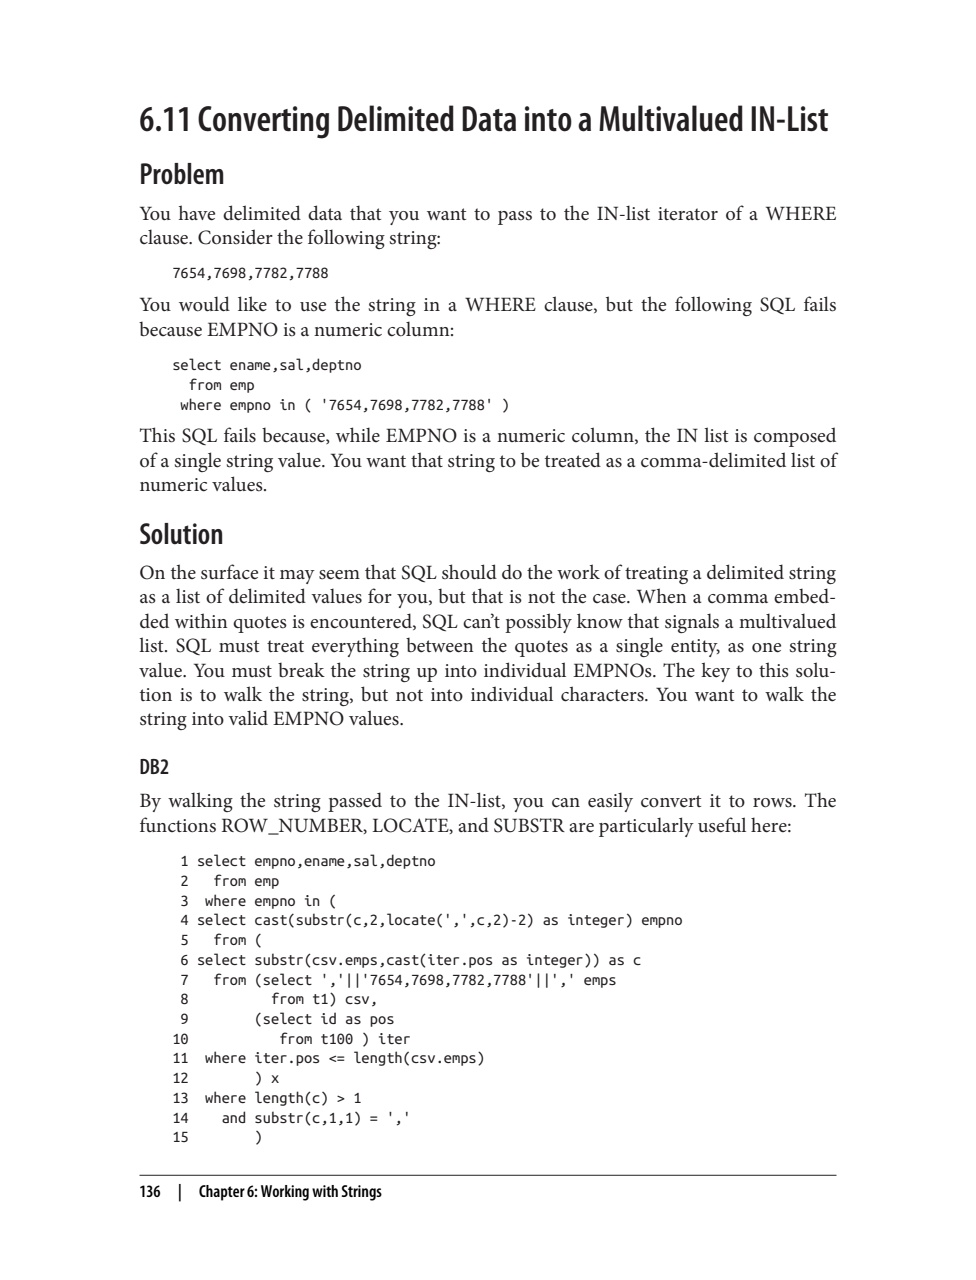 6.11 Converting Delimited Data into a Multivalued IN-List
Problem
You have delimited data that you want to pass to the IN-list iterator of a WHERE
clause. Consider the following string:
7654,7698,7782,7788
You would like to use the string in a WHERE clause, but the following SQL fails
because EMPNO is a numeric column:
select ename,sal,deptno
  from emp
 where empno in ( '7654,7698,7782,7788' )
This SQL fails because, while EMPNO is a numeric column, the IN list is composed
of a single string value. You want that string to be treated as a comma-delimited list of
numeric values.
Solution
On the surface it may seem that SQL should do the work of treating a delimited string
as a list of delimited values for you, but that is not the case. When a comma embed-
ded within quotes is encountered, SQL can’t possibly know that signals a multivalued
list. SQL must treat everything between the quotes as a single entity, as one string
value. You must break the string up into individual EMPNOs. The key to this solu-
tion is to walk the string, but not into individual characters. You want to walk the
string into valid EMPNO values.
DB2
By walking the string passed to the IN-list, you can easily convert it to rows. The
functions ROW_NUMBER, LOCATE, and SUBSTR are particularly useful here:
 1 select empno,ename,sal,deptno
 2   from emp
 3  where empno in (
 4 select cast(substr(c,2,locate(',',c,2)-2) as integer) empno
 5   from (
 6 select substr(csv.emps,cast(iter.pos as integer)) as c
 7   from (select ','||'7654,7698,7782,7788'||',' emps
 8          from t1) csv,
 9        (select id as pos
10           from t100 ) iter
11  where iter.pos <= length(csv.emps)
12        ) x
13  where length(c) > 1
14    and substr(c,1,1) = ','
15        )
136 | Chapter 6: Working with Strings